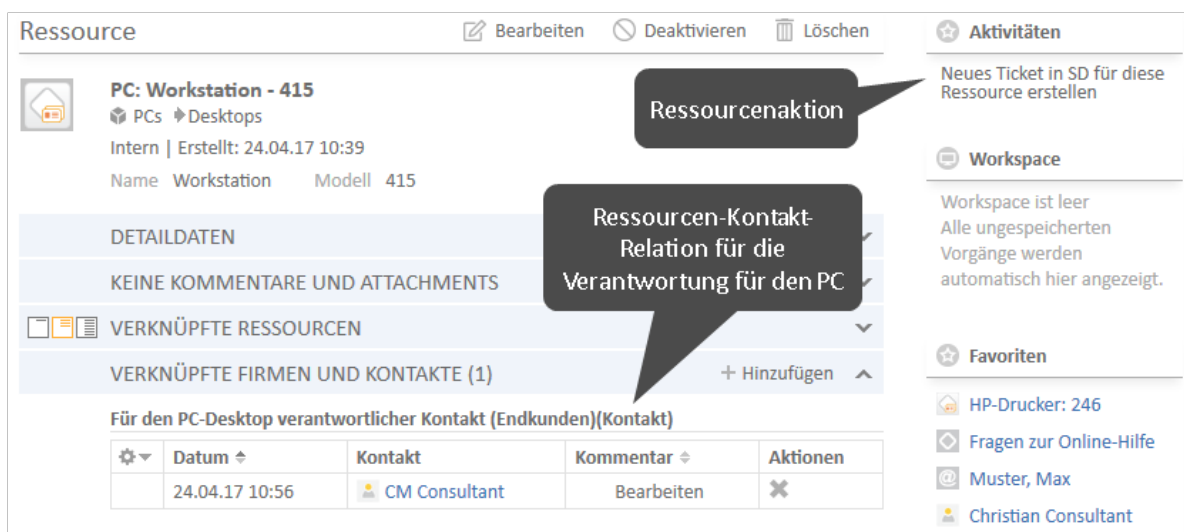 Ressource
Bearbeiten
Deaktivieren
Löschen
PC: Workstation - 415
PCs Desktops
Intern | Erstellt: 24.04.17 10:39
Name Workstation Modell 415
Ressourcenaktion
Ressourcen-Kontakt-
Relation für die
Verantwortung für den PC
DETAILDATEN
KEINE KOMMENTARE UND ATTACHMENTS
VERKNÜPFTE RESSOURCEN
VERKNÜPFTE FIRMEN UND KONTAKTE (1)
+ Hinzufügen
Für den PC-Desktop verantwortlicher Kontakt (Endkunden)(Kontakt)
Datum Kontakt Kommentar Aktionen
24.04.17 10:56 CM Consultant Bearbeiten
Aktivitäten
Neues Ticket in SD für diese
Ressource erstellen
Workspace
Workspace ist leer
Alle ungespeicherten
Vorgänge werden
automatisch hier angezeigt.
Favoriten
HP-Drucker: 246
Fragen zur Online-Hilfe
Muster, Max
Christian Consultant